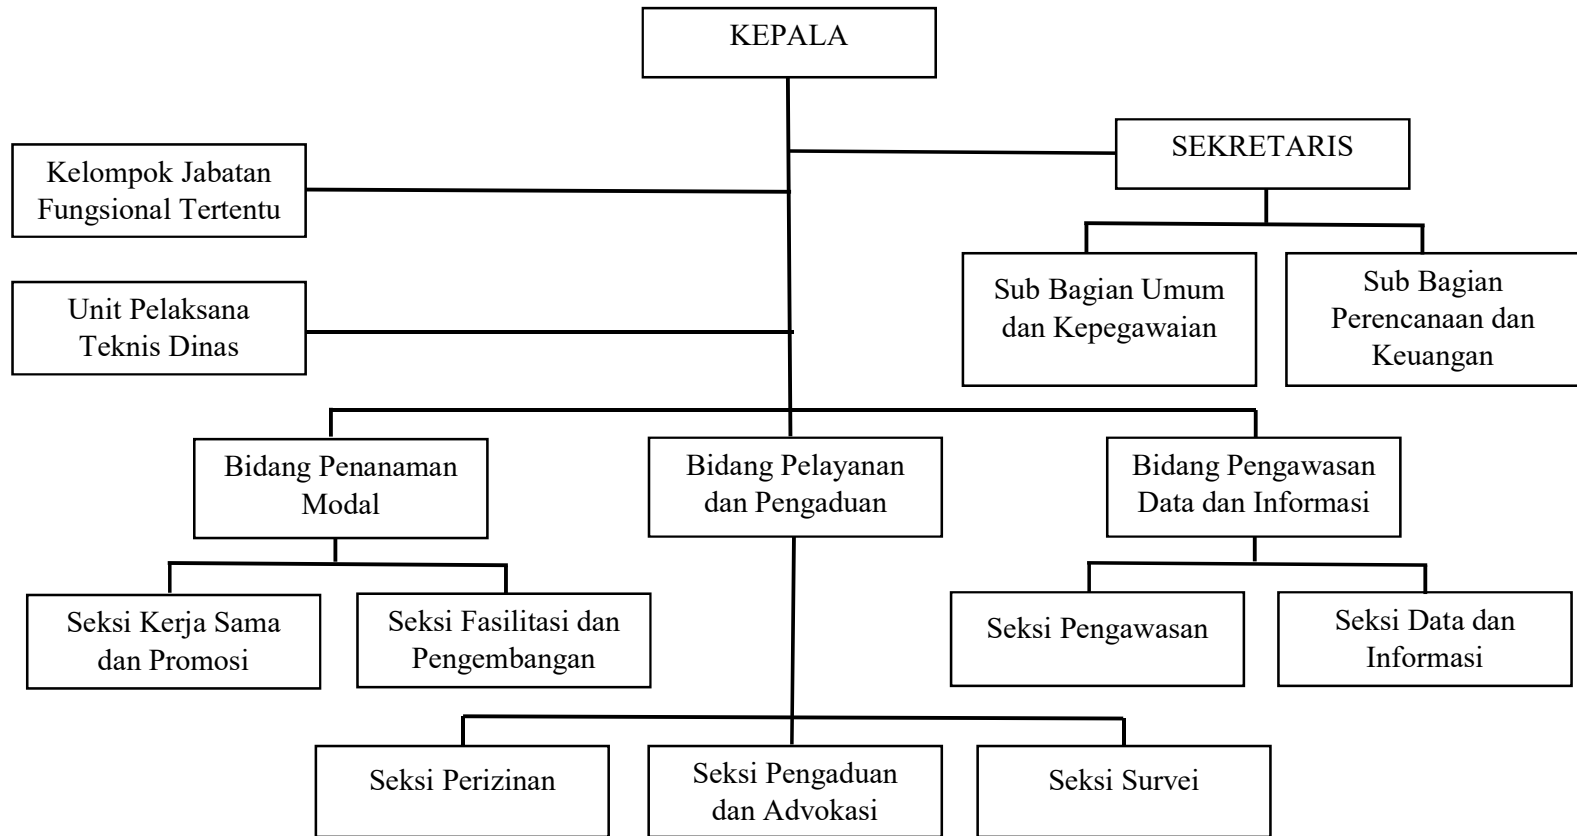 KEPALA
SEKRETARIS
Kelompok Jabatan
Fungsional Tertentu
Sub Bagian Umum
dan Kepegawaian
Sub Bagian
Perencanaan dan
Keuangan
Unit Pelaksana
Teknis Dinas
Bidang Penanaman
Modal
Bidang Pelayanan
dan Pengaduan
Bidang Pengawasan
Data dan Informasi
Seksi Kerja Sama
dan Promosi
Seksi Fasilitasi dan
Pengembangan
Seksi Pengawasan
Seksi Data dan
Informasi
Seksi Perizinan
Seksi Pengaduan
dan Advokasi
Seksi Survei